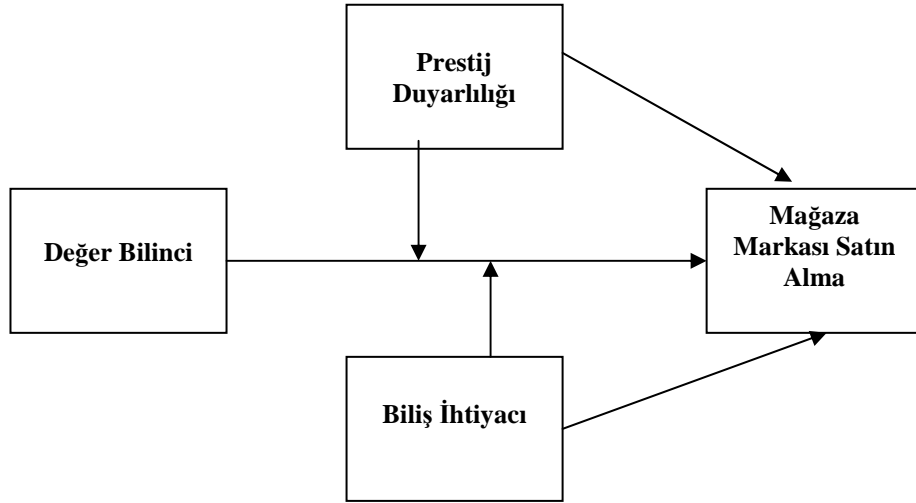 Prestij
Duyarlılığı
Değer Bilinci
Mağaza
Markası Satın
Alma
Biliş İhtiyacı